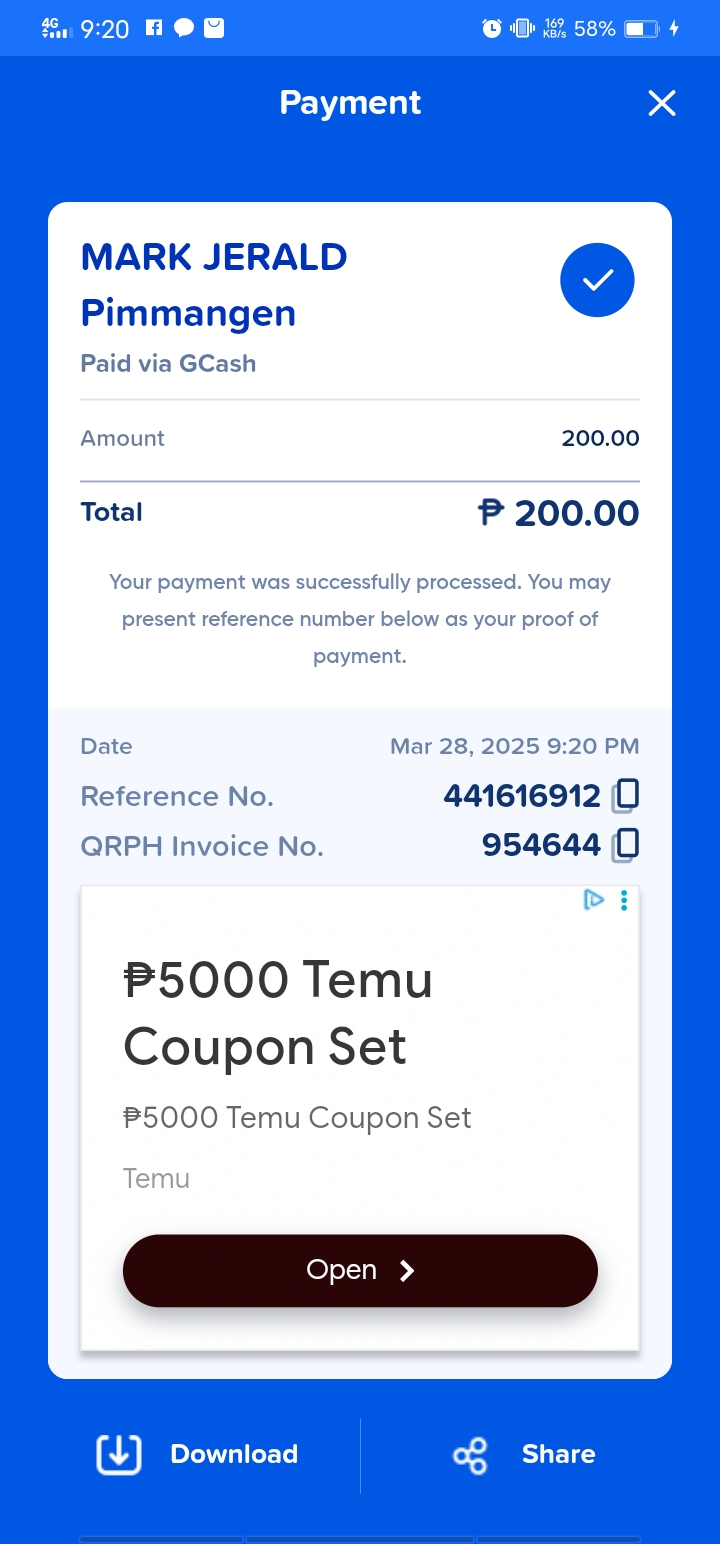 4G 9:20 169 KB/s 58%
Payment
MARK JERALD
Pimmangen
Paid via GCash
Amount 200.00
Total ₱ 200.00
Your payment was successfully processed. You may
present reference number below as your proof of
payment.
Date Mar 28, 2025 9:20 PM
Reference No. 441616912
QRPH Invoice No. 954644
₱5000 Temu
Coupon Set
₱5000 Temu Coupon Set
Temu
Open
Download Share